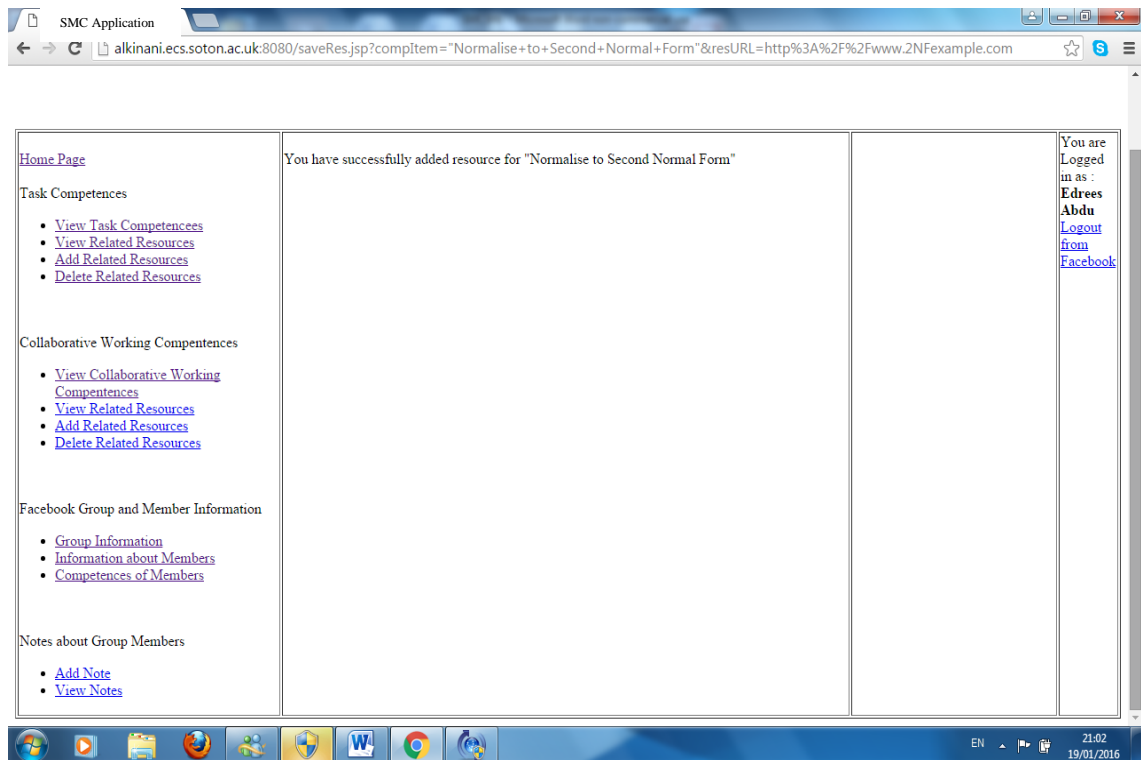 SMC Application
alkinani.ecs.soton.ac.uk:8080/saveRes.jsp?compItem="Normalise+to+Second+Normal+Form"&resURL=http%3A%2F%2Fwww.2NFexample.com
Home Page
You have successfully added resource for "Normalise to Second Normal Form"
You are
Logged
in as :
Edrees
Abdu
Logout
from
Facebook
Task Competences
View Task Competencees
View Related Resources
Add Related Resources
Delete Related Resources
Collaborative Working Compentences
View Collaborative Working
Compentences
View Related Resources
Add Related Resources
Delete Related Resources
Facebook Group and Member Information
Group Information
Information about Members
Competences of Members
Notes about Group Members
Add Note
View Notes
EN
21:02
19/01/2016